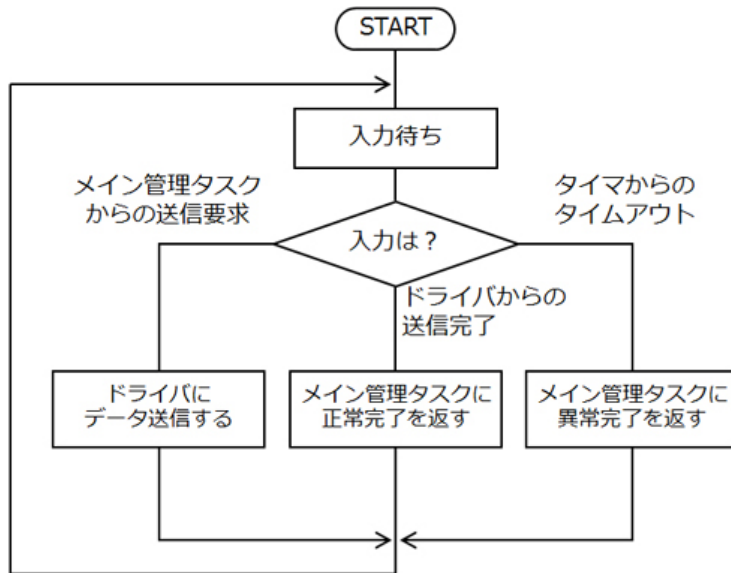 START
入力待ち
メイン管理タスク
からの送信要求
タイマからの
タイムアウト
入力は？
ドライバからの
送信完了
ドライバに
データ送信する
メイン管理タスクに
正常完了を返す
メイン管理タスクに
異常完了を返す